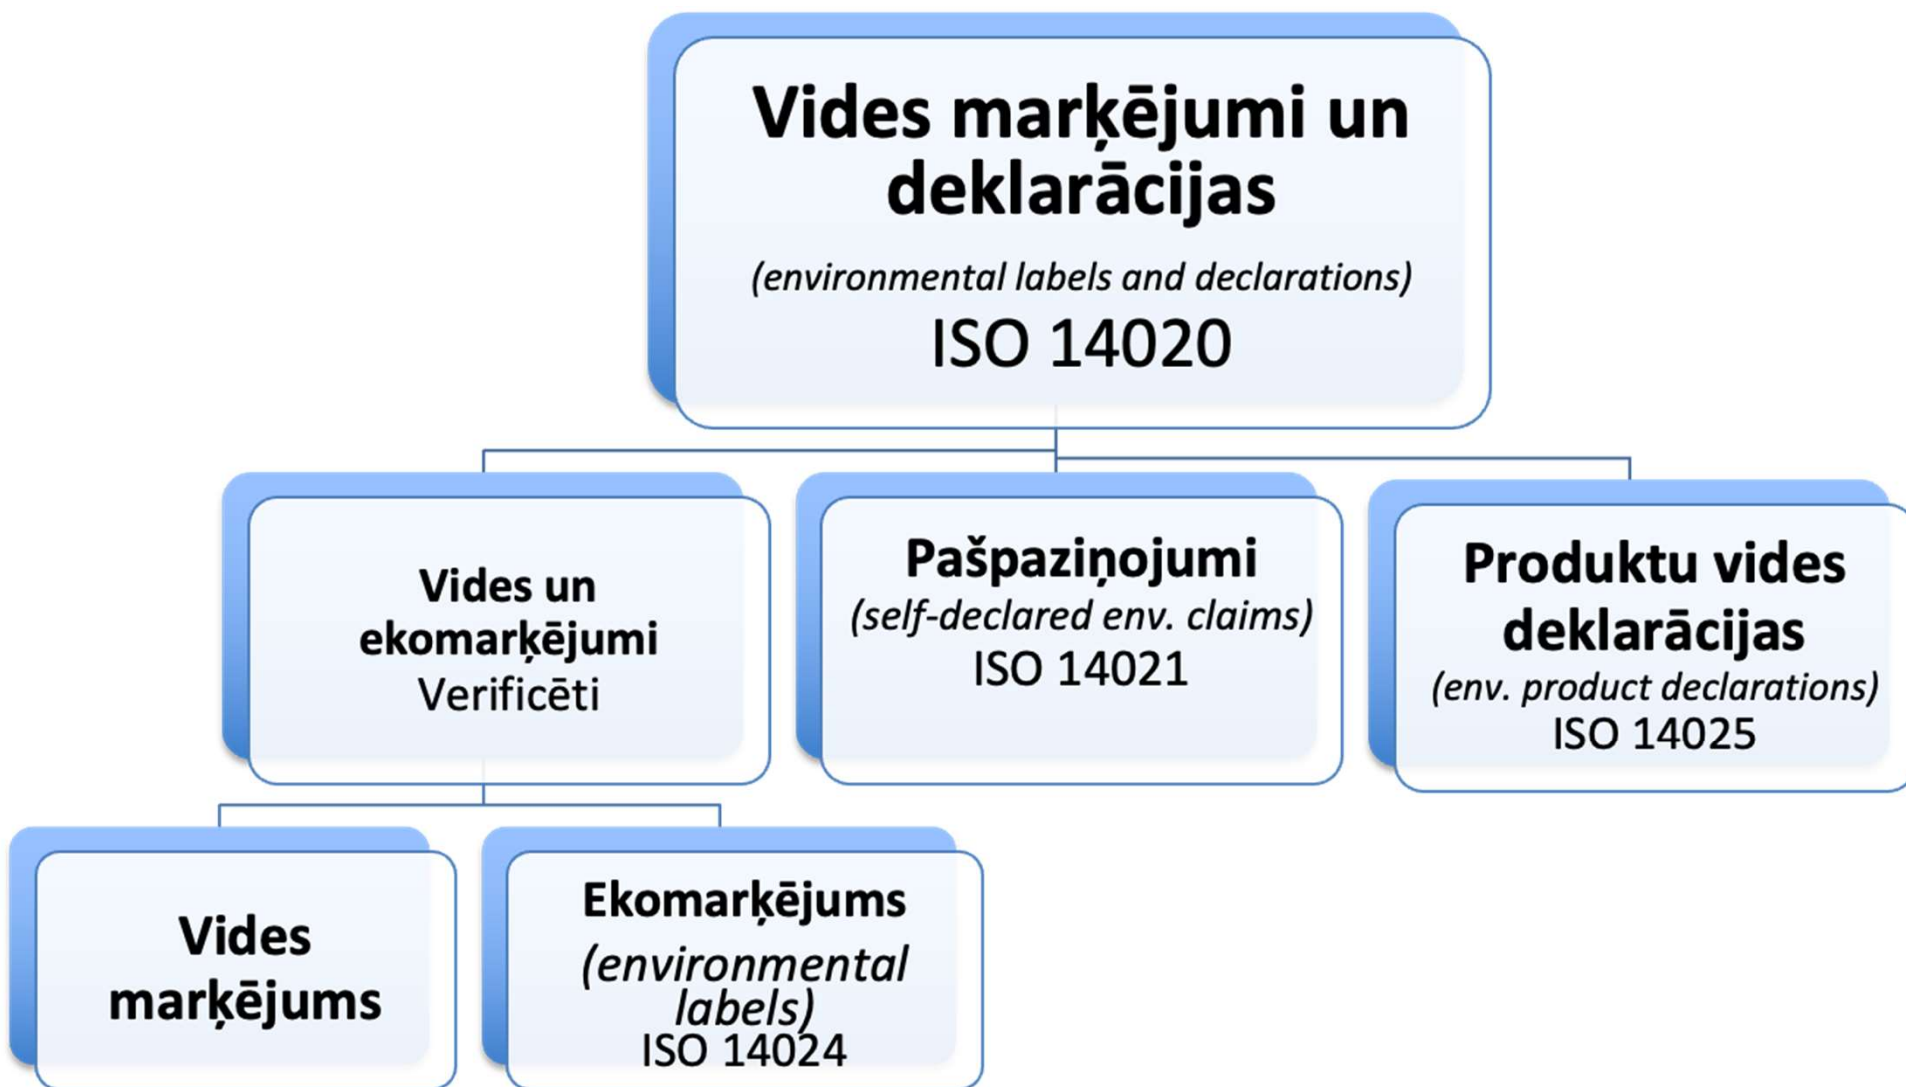 Vides marķējumi un
deklarācijas
(environmental labels and declarations)
ISO 14020
Vides un
ekomarķējumi
Verificēti
Pašpaziņojumi
(self-declared env. claims)
ISO 14021
Produktu vides
deklarācijas
(env. product declarations)
ISO 14025
Vides
marķējums
Ekomarķējums
(environmental
labels)
ISO 14024